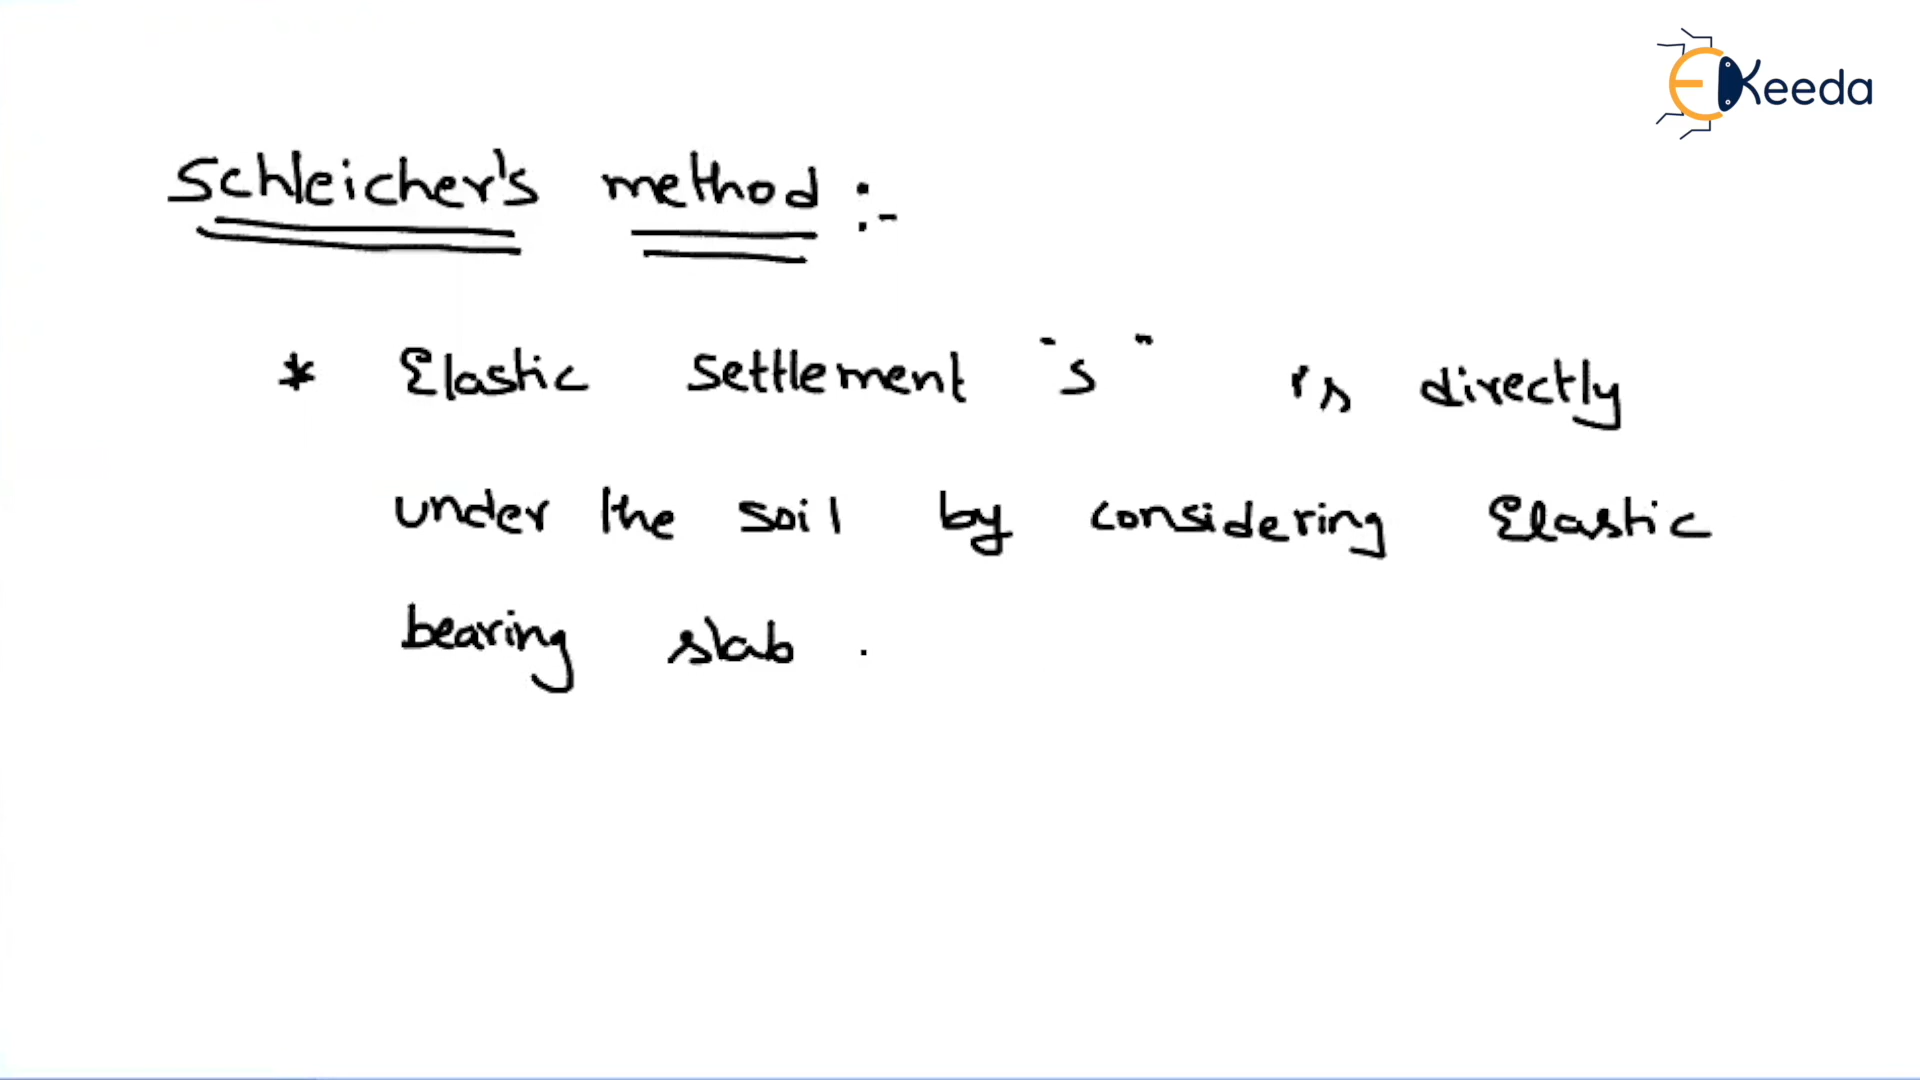 EKeeda
Schleicher's method :-
* Elastic settlement "s" is directly
under the soil by considering Elastic
bearing slab .